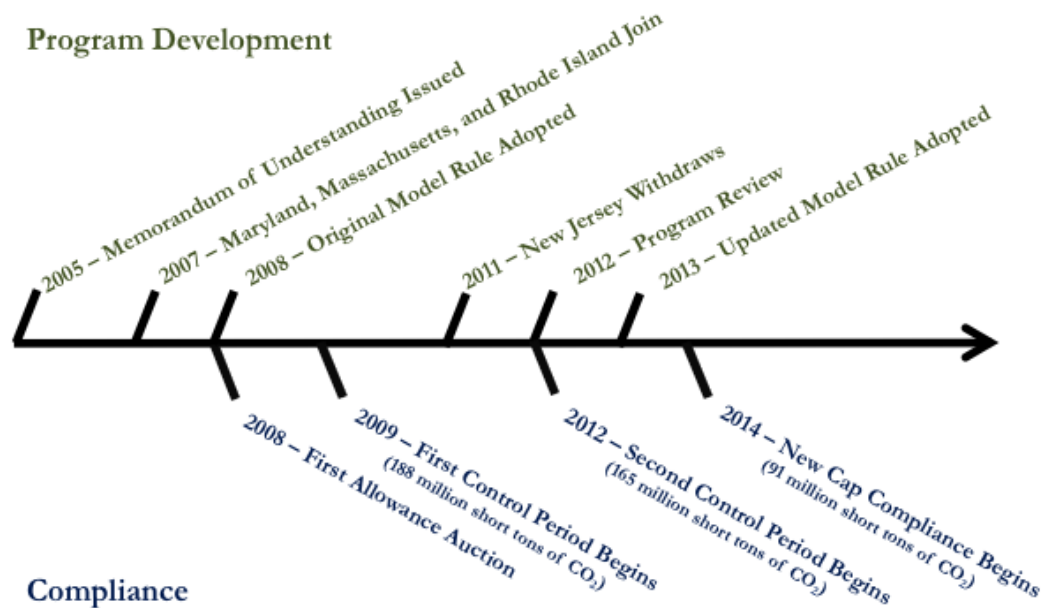 Program Development
2005 – Memorandum of Understanding Issued
2007 – Maryland, Massachusetts, and Rhode Island Join
2008 – Original Model Rule Adopted
2011 – New Jersey Withdraws
2012 – Program Review
2013 – Updated Model Rule Adopted
2008 – First Allowance Auction
2009 – First Control Period Begins
(188 million short tons of CO₂)
2012 – Second Control Period Begins
(165 million short tons of CO₂)
2014 – New Cap Compliance Begins
(91 million short tons of CO₂)
Compliance